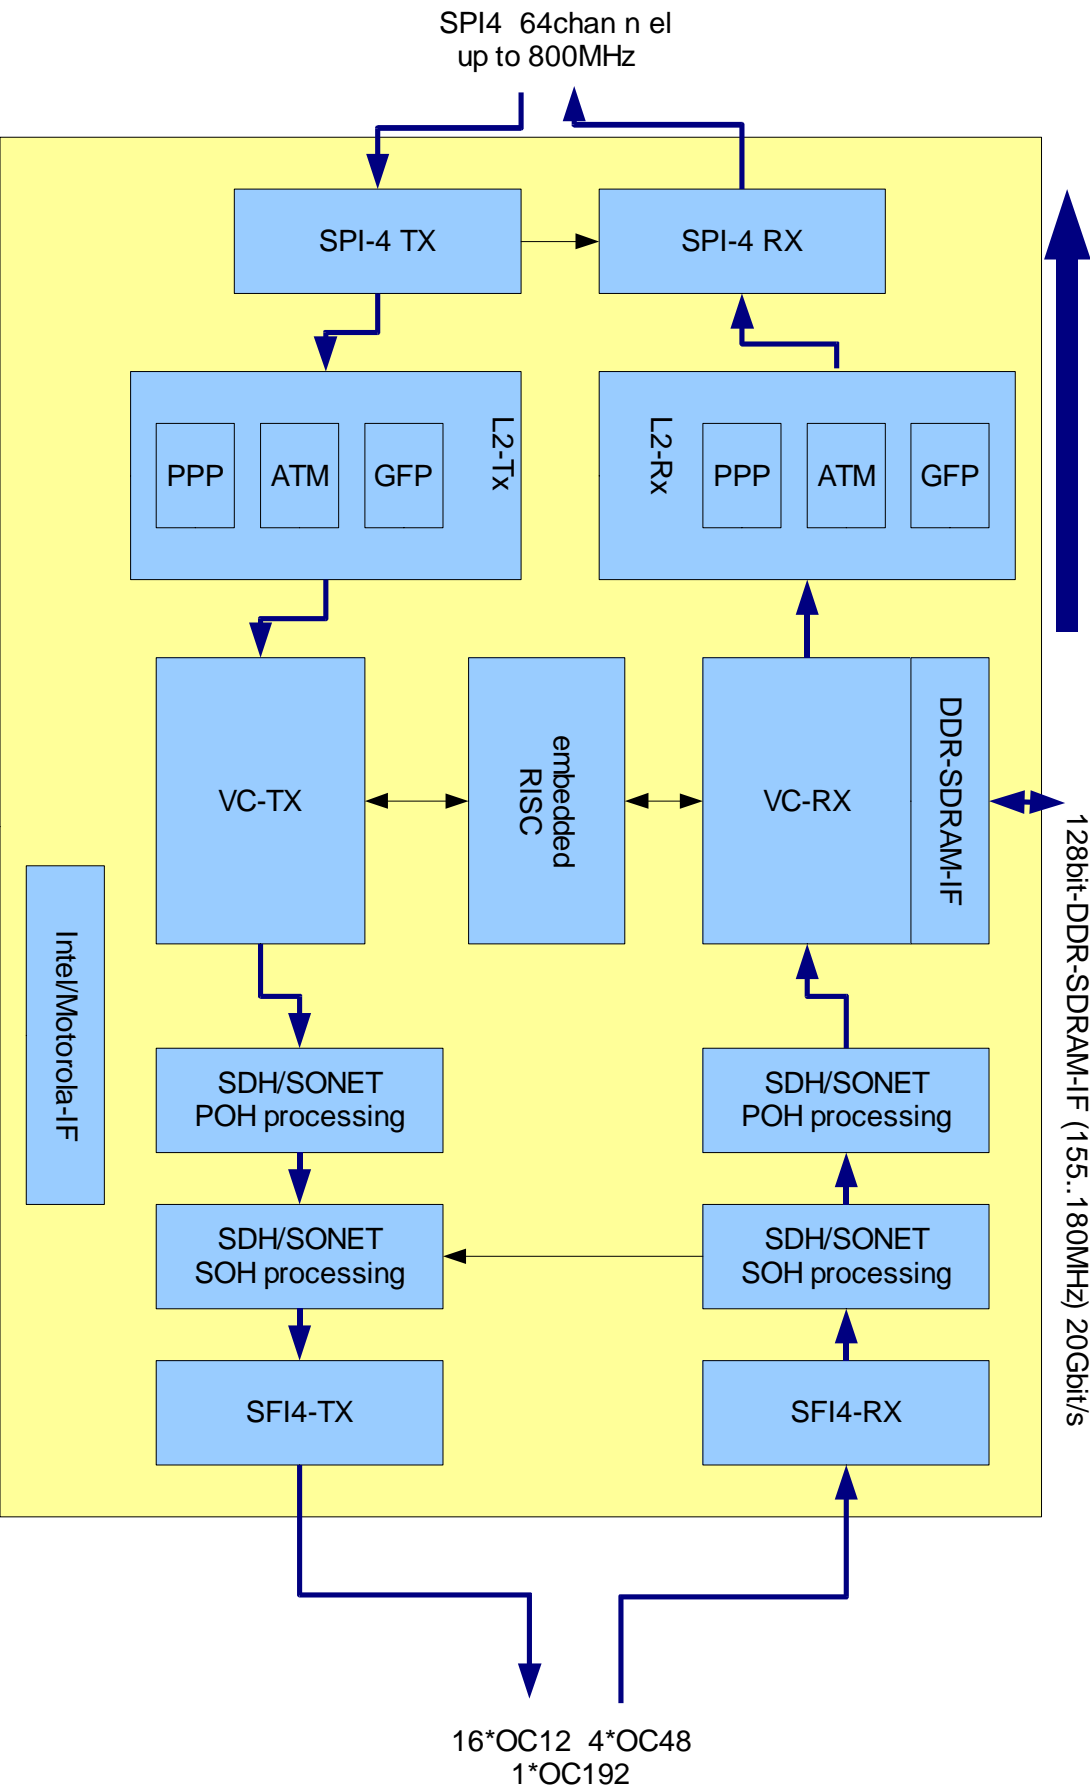 SPI4 64chan n el
up to 800MHz
SPI-4 TX
SPI-4 RX
PPP
ATM
GFP
L2-Tx
L2-Rx
PPP
ATM
GFP
VC-TX
embedded
RISC
VC-RX
DDR-SDRAM-IF
128bit-DDR-SDRAM-IF (155..180MHz) 20Gbit/s
Intel/Motorola-IF
SDH/SONET
POH processing
SDH/SONET
POH processing
SDH/SONET
SOH processing
SDH/SONET
SOH processing
SFI4-TX
SFI4-RX
16*OC12 4*OC48
1*OC192